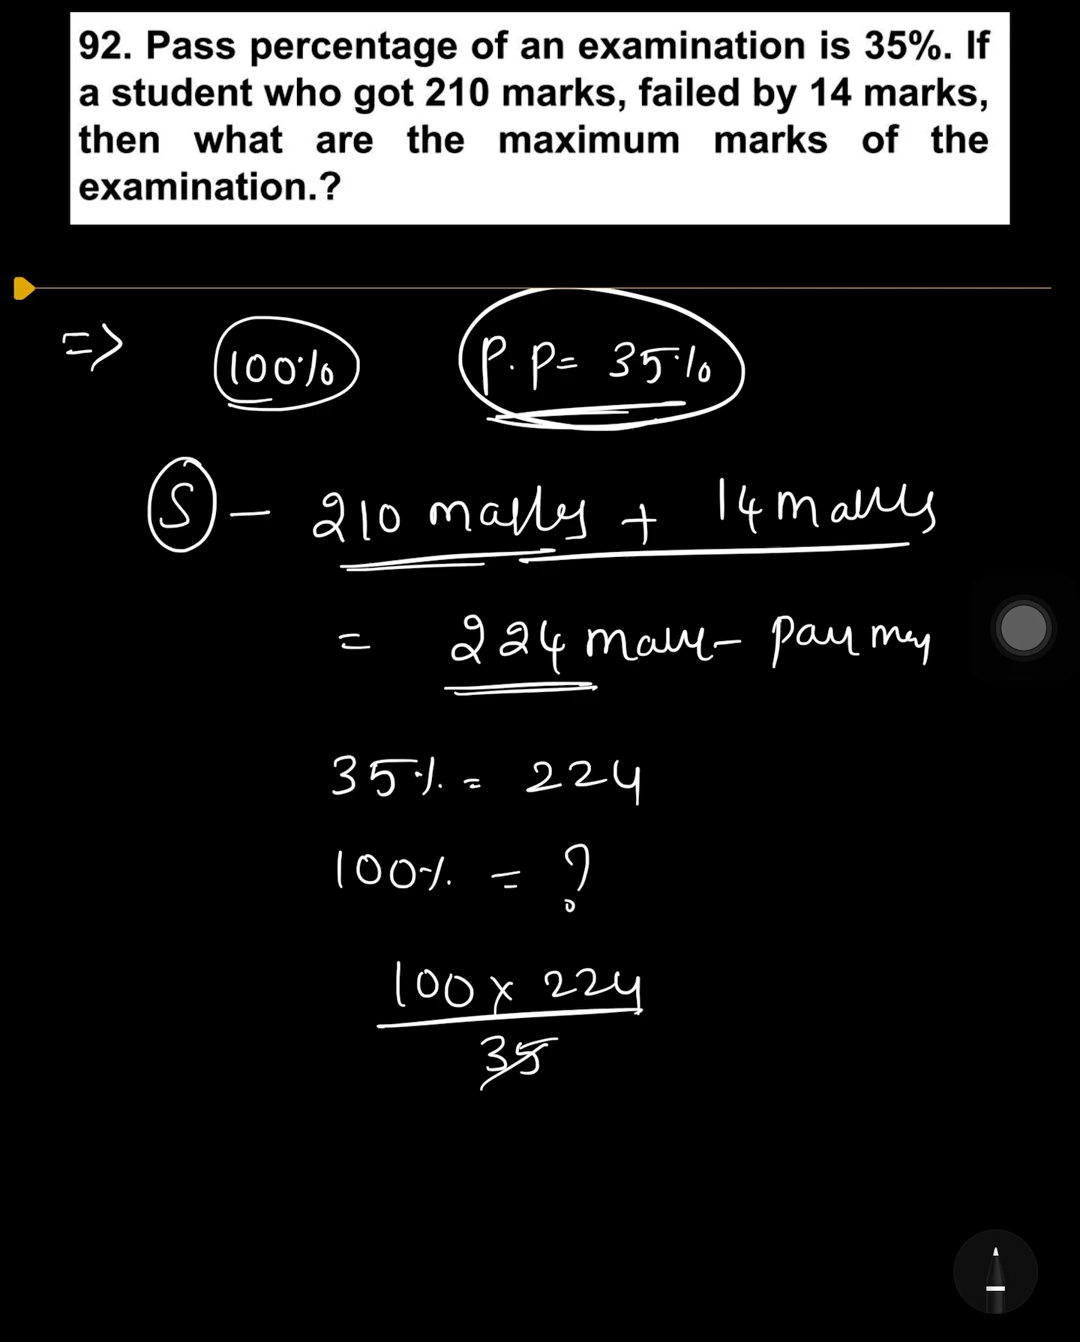 92. Pass percentage of an examination is 35%. If
a student who got 210 marks, failed by 14 marks,
then what are the maximum marks of the
examination.?
=> 100% P.P = 35%
S - 210 marks + 14 marks
= 224 mark - pass
35% = 224
100% = ?
100 x 224
35